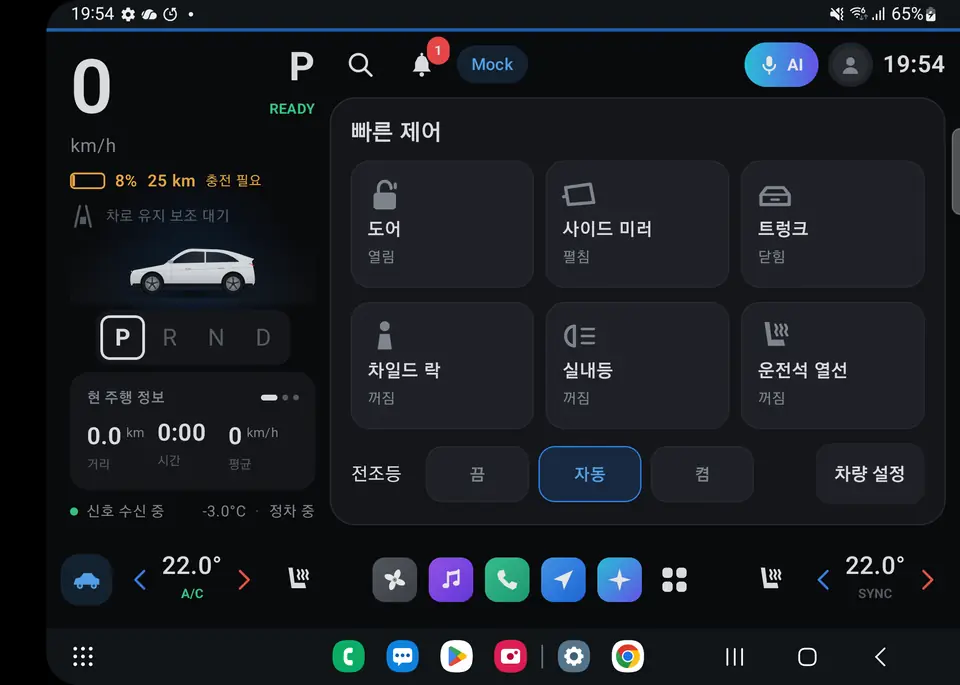 19:54
65%
0
P
READY
km/h
8% 25 km 충전 필요
차로 유지 보조 대기
P R N D
현 주행 정보
0.0 km 0:00 0 km/h
거리 시간 평균
신호 수신 중 -3.0°C · 정차 중
1
Mock
AI
19:54
빠른 제어
도어
열림
사이드 미러
펼침
트렁크
닫힘
차일드 락
꺼짐
실내등
꺼짐
운전석 열선
꺼짐
전조등 끔 자동 켬 차량 설정
22.0°
A/C
22.0°
SYNC